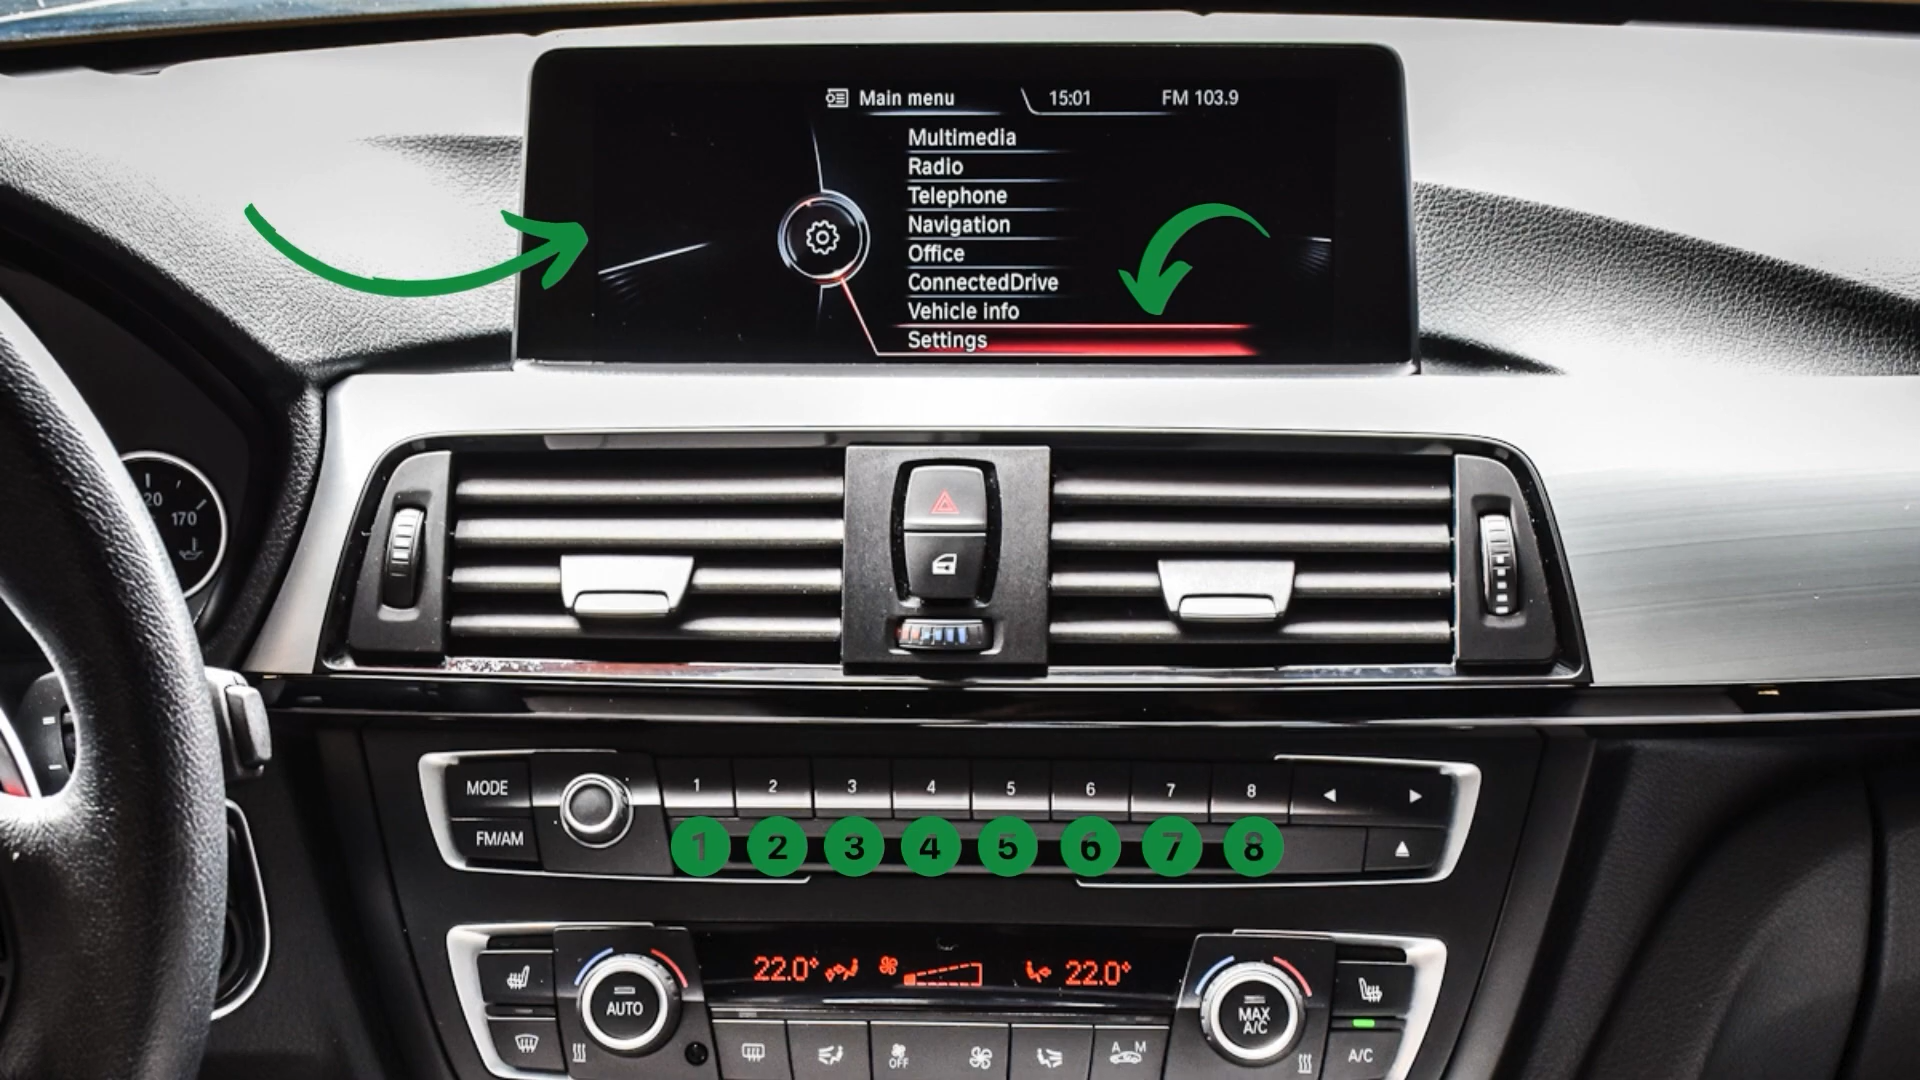 Main menu 15:01 FM 103.9
Multimedia
Radio
Telephone
Navigation
Office
ConnectedDrive
Vehicle info
Settings
20
170
MODE 1 2 3 4 5 6 7 8
FM/AM
1 2 3 4 5 6 7 8
22.0° 22.0°
AUTO
MAX
A/C
OFF
A M
A/C